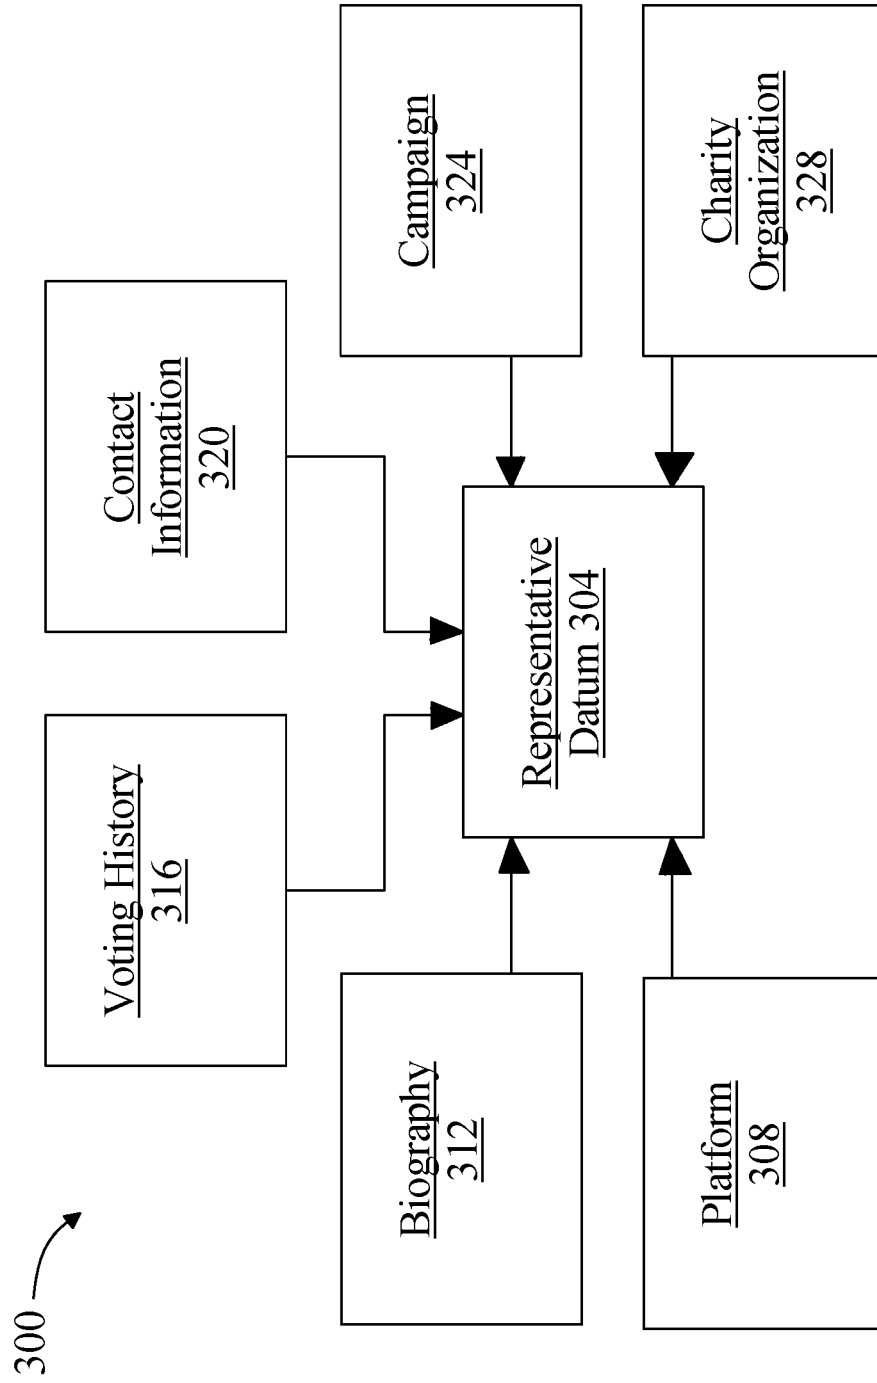 300
Voting History
316
Contact
Information
320
Biography
312
Campaign
324
Representative
Datum 304
Platform
308
Charity
Organization
328